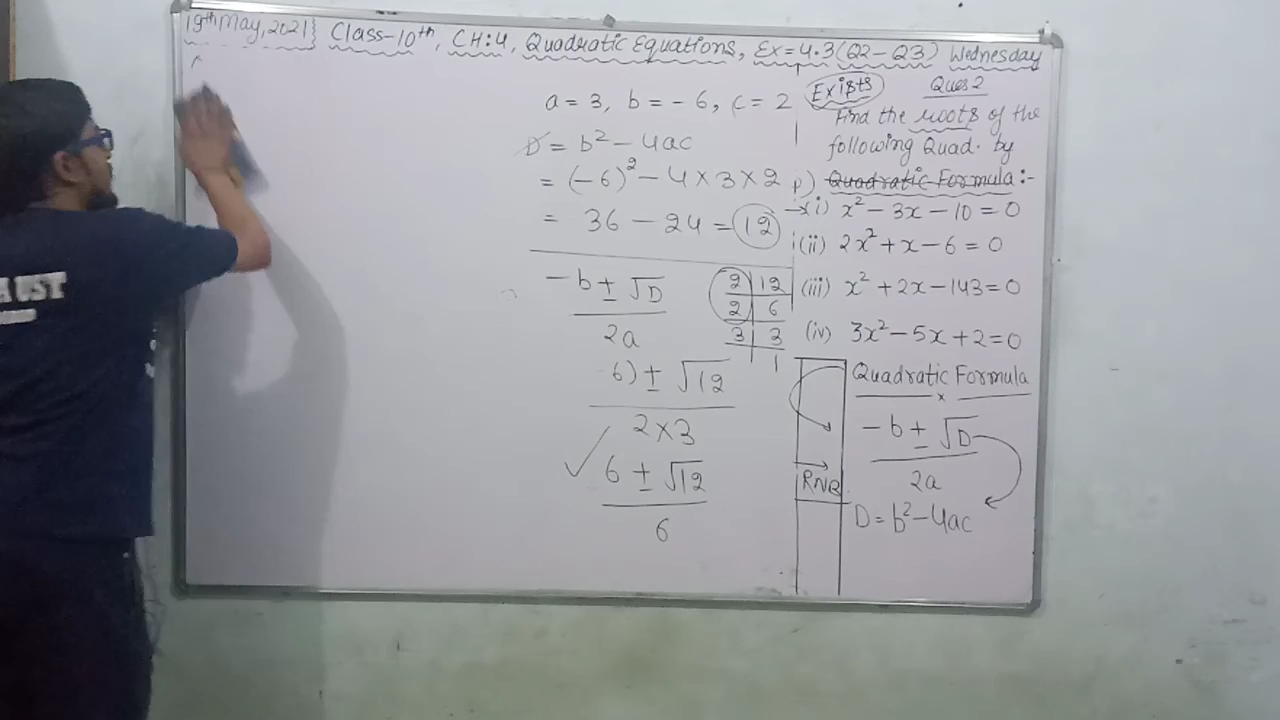 19th May, 2021} Class-10th, CH:4, Quadratic Equations, Ex=4.3(Q2-Q3) Wednesday
a = 3, b = -6, c = 2
D = b² - 4ac
= (-6)² - 4×3×2
= 36 - 24 = 12
-b ± √D
2a
2 | 12
2 | 6
3 | 3
1
6) ± √12
2×3
✓ 6 ± √12
6
Exists
Ques 2
Find the roots of the
following Quad. by
Quadratic Formula:-
i) x² - 3x - 10 = 0
(ii) 2x² + x - 6 = 0
(iii) x² + 2x - 143 = 0
(iv) 3x² - 5x + 2 = 0
Quadratic Formula
-b ± √D
2a
D = b² - 4ac
RNB
A UST